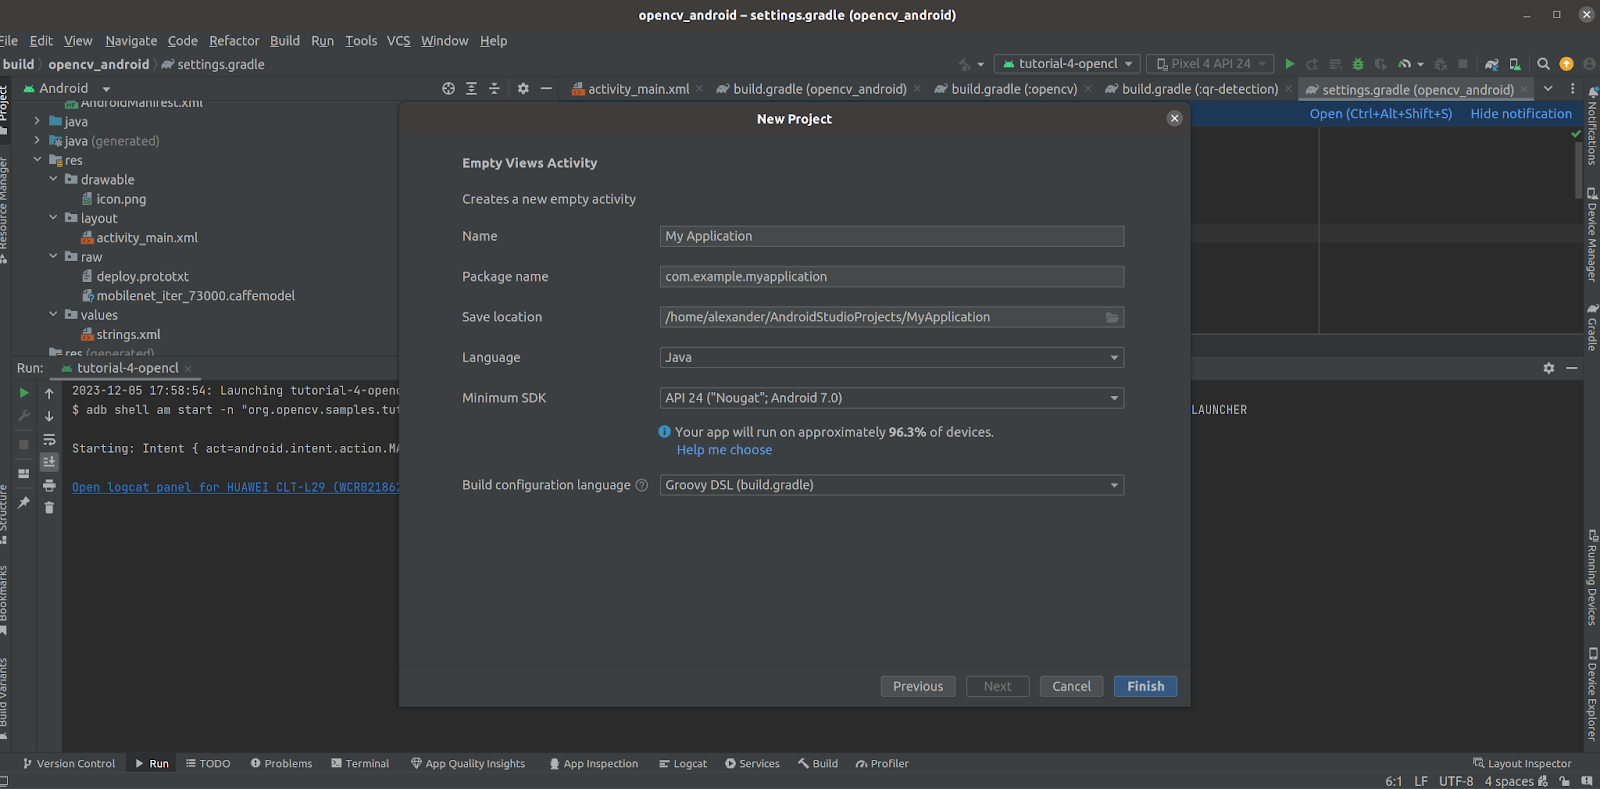 opencv_android – settings.gradle (opencv_android)
File Edit View Navigate Code Refactor Build Run Tools VCS Window Help
build opencv_android settings.gradle
tutorial-4-opencl Pixel 4 API 24
Android
activity_main.xml build.gradle (opencv_android) build.gradle (:opencv) build.gradle (:qr-detection) settings.gradle (opencv_android)
Open (Ctrl+Alt+Shift+S) Hide notification
Project
Resource Manager
Structure
Bookmarks
Build Variants
AndroidManifest.xml
java
java (generated)
res
drawable
icon.png
layout
activity_main.xml
raw
deploy.prototxt
mobilenet_iter_73000.caffemodel
values
strings.xml
res (generated)
New Project
Empty Views Activity
Creates a new empty activity
Name My Application
Package name com.example.myapplication
Save location /home/alexander/AndroidStudioProjects/MyApplication
Language Java
Minimum SDK API 24 ("Nougat"; Android 7.0)
Your app will run on approximately 96.3% of devices.
Help me choose
Build configuration language Groovy DSL (build.gradle)
Previous Next Cancel Finish
Run: tutorial-4-opencl
2023-12-05 17:58:54: Launching tutorial-4-openc
$ adb shell am start -n "org.opencv.samples.tut LAUNCHER
Starting: Intent { act=android.intent.action.MA
Open logcat panel for HUAWEI CLT-L29 (WCR02186
Notifications
Device Manager
Gradle
Running Devices
Device Explorer
Version Control Run TODO Problems Terminal App Quality Insights App Inspection Logcat Services Build Profiler Layout Inspector
6:1 LF UTF-8 4 spaces